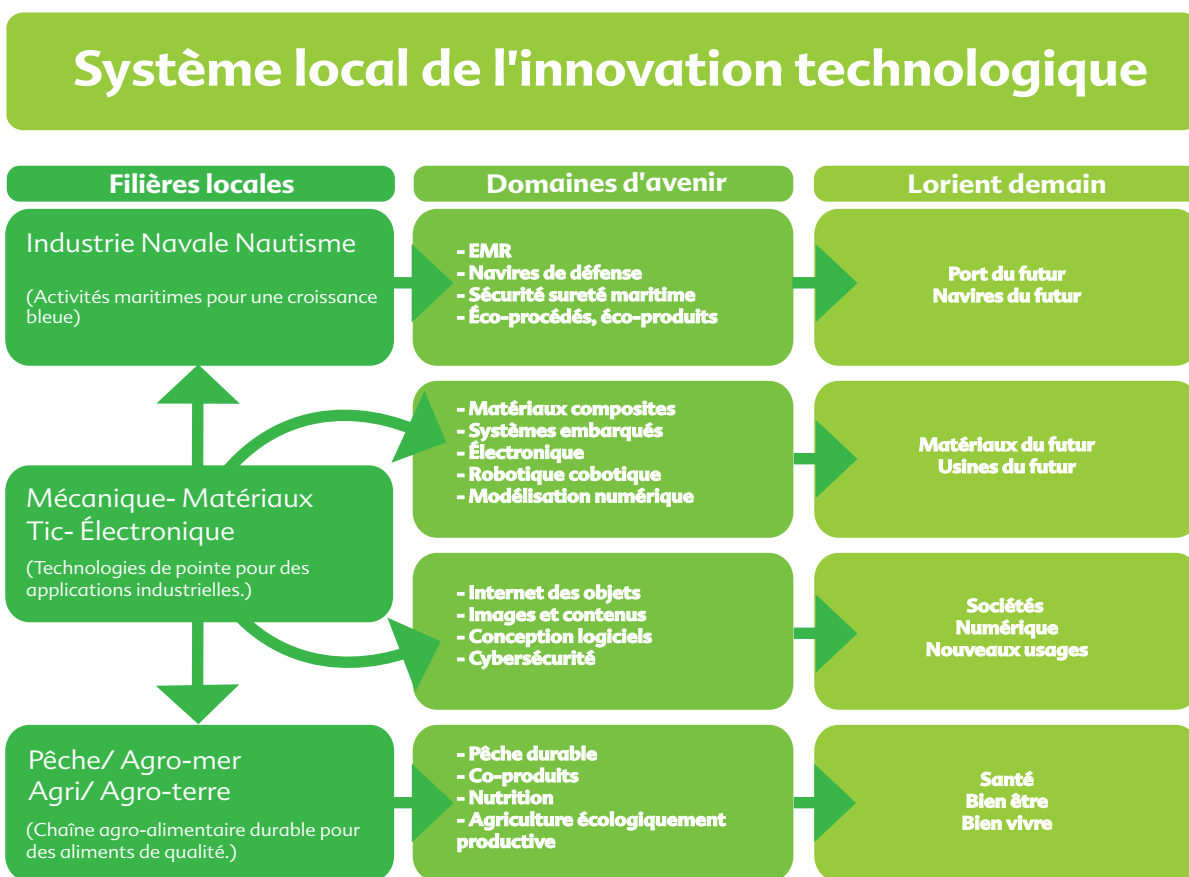 Système local de l'innovation technologique
Filières locales
Domaines d'avenir
Lorient demain
Industrie Navale Nautisme
(Activités maritimes pour une croissance
bleue)
- EMR
- Navires de défense
- Sécurité sureté maritime
- Éco-procédés, éco-produits
Port du futur
Navires du futur
Mécanique- Matériaux
Tic- Électronique
(Technologies de pointe pour des
applications industrielles.)
- Matériaux composites
- Systèmes embarqués
- Électronique
- Robotique cobotique
- Modélisation numérique
Matériaux du futur
Usines du futur
- Internet des objets
- Images et contenus
- Conception logiciels
- Cybersécurité
Sociétés
Numérique
Nouveaux usages
Pêche/ Agro-mer
Agri/ Agro-terre
(Chaîne agro-alimentaire durable pour
des aliments de qualité.)
- Pêche durable
- Co-produits
- Nutrition
- Agriculture écologiquement
productive
Santé
Bien être
Bien vivre